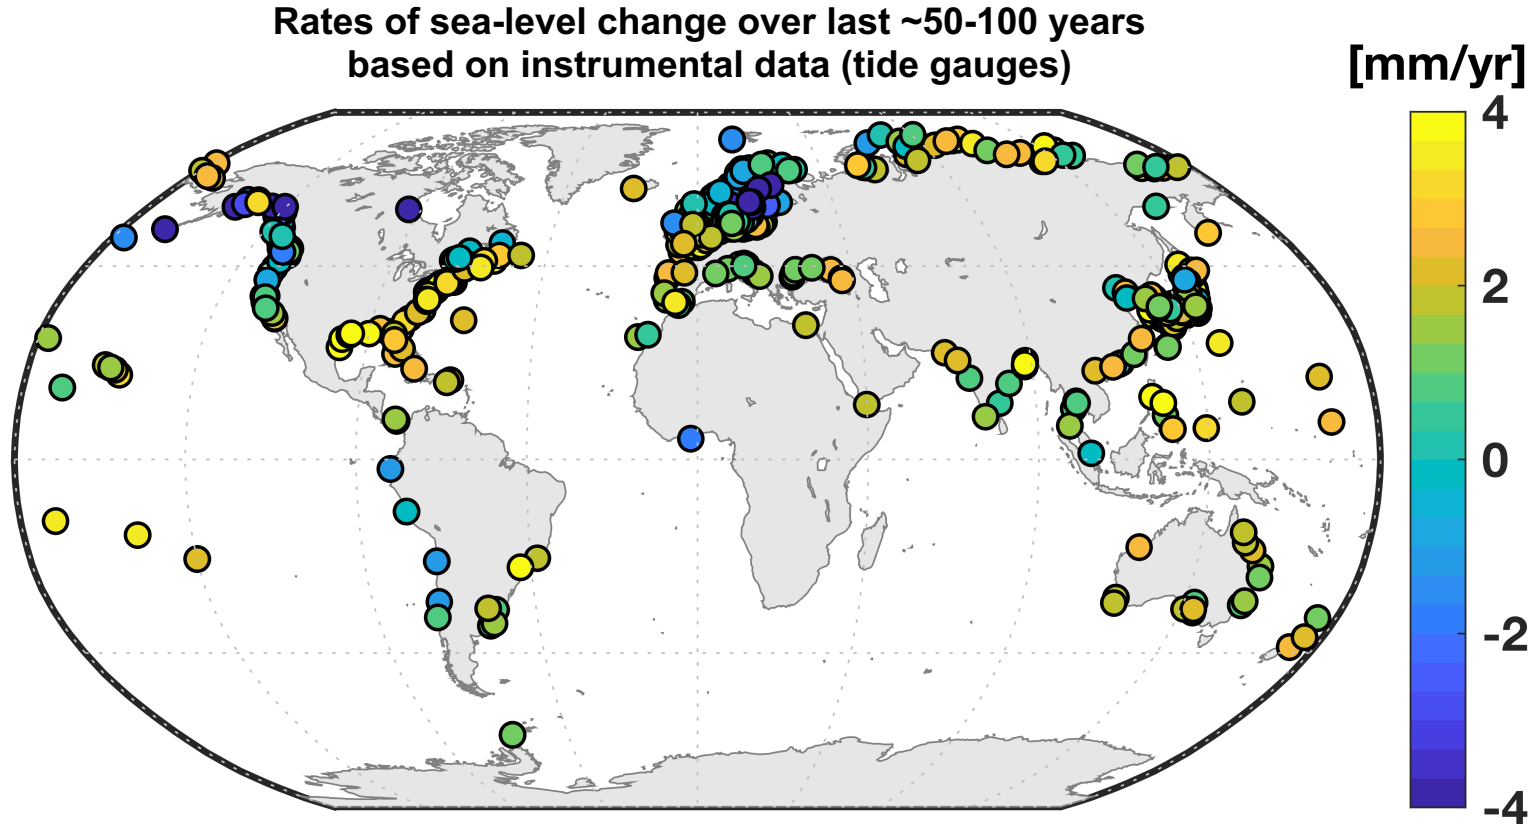 Rates of sea-level change over last ~50-100 years
based on instrumental data (tide gauges)
[mm/yr]
4
2
0
-2
-4